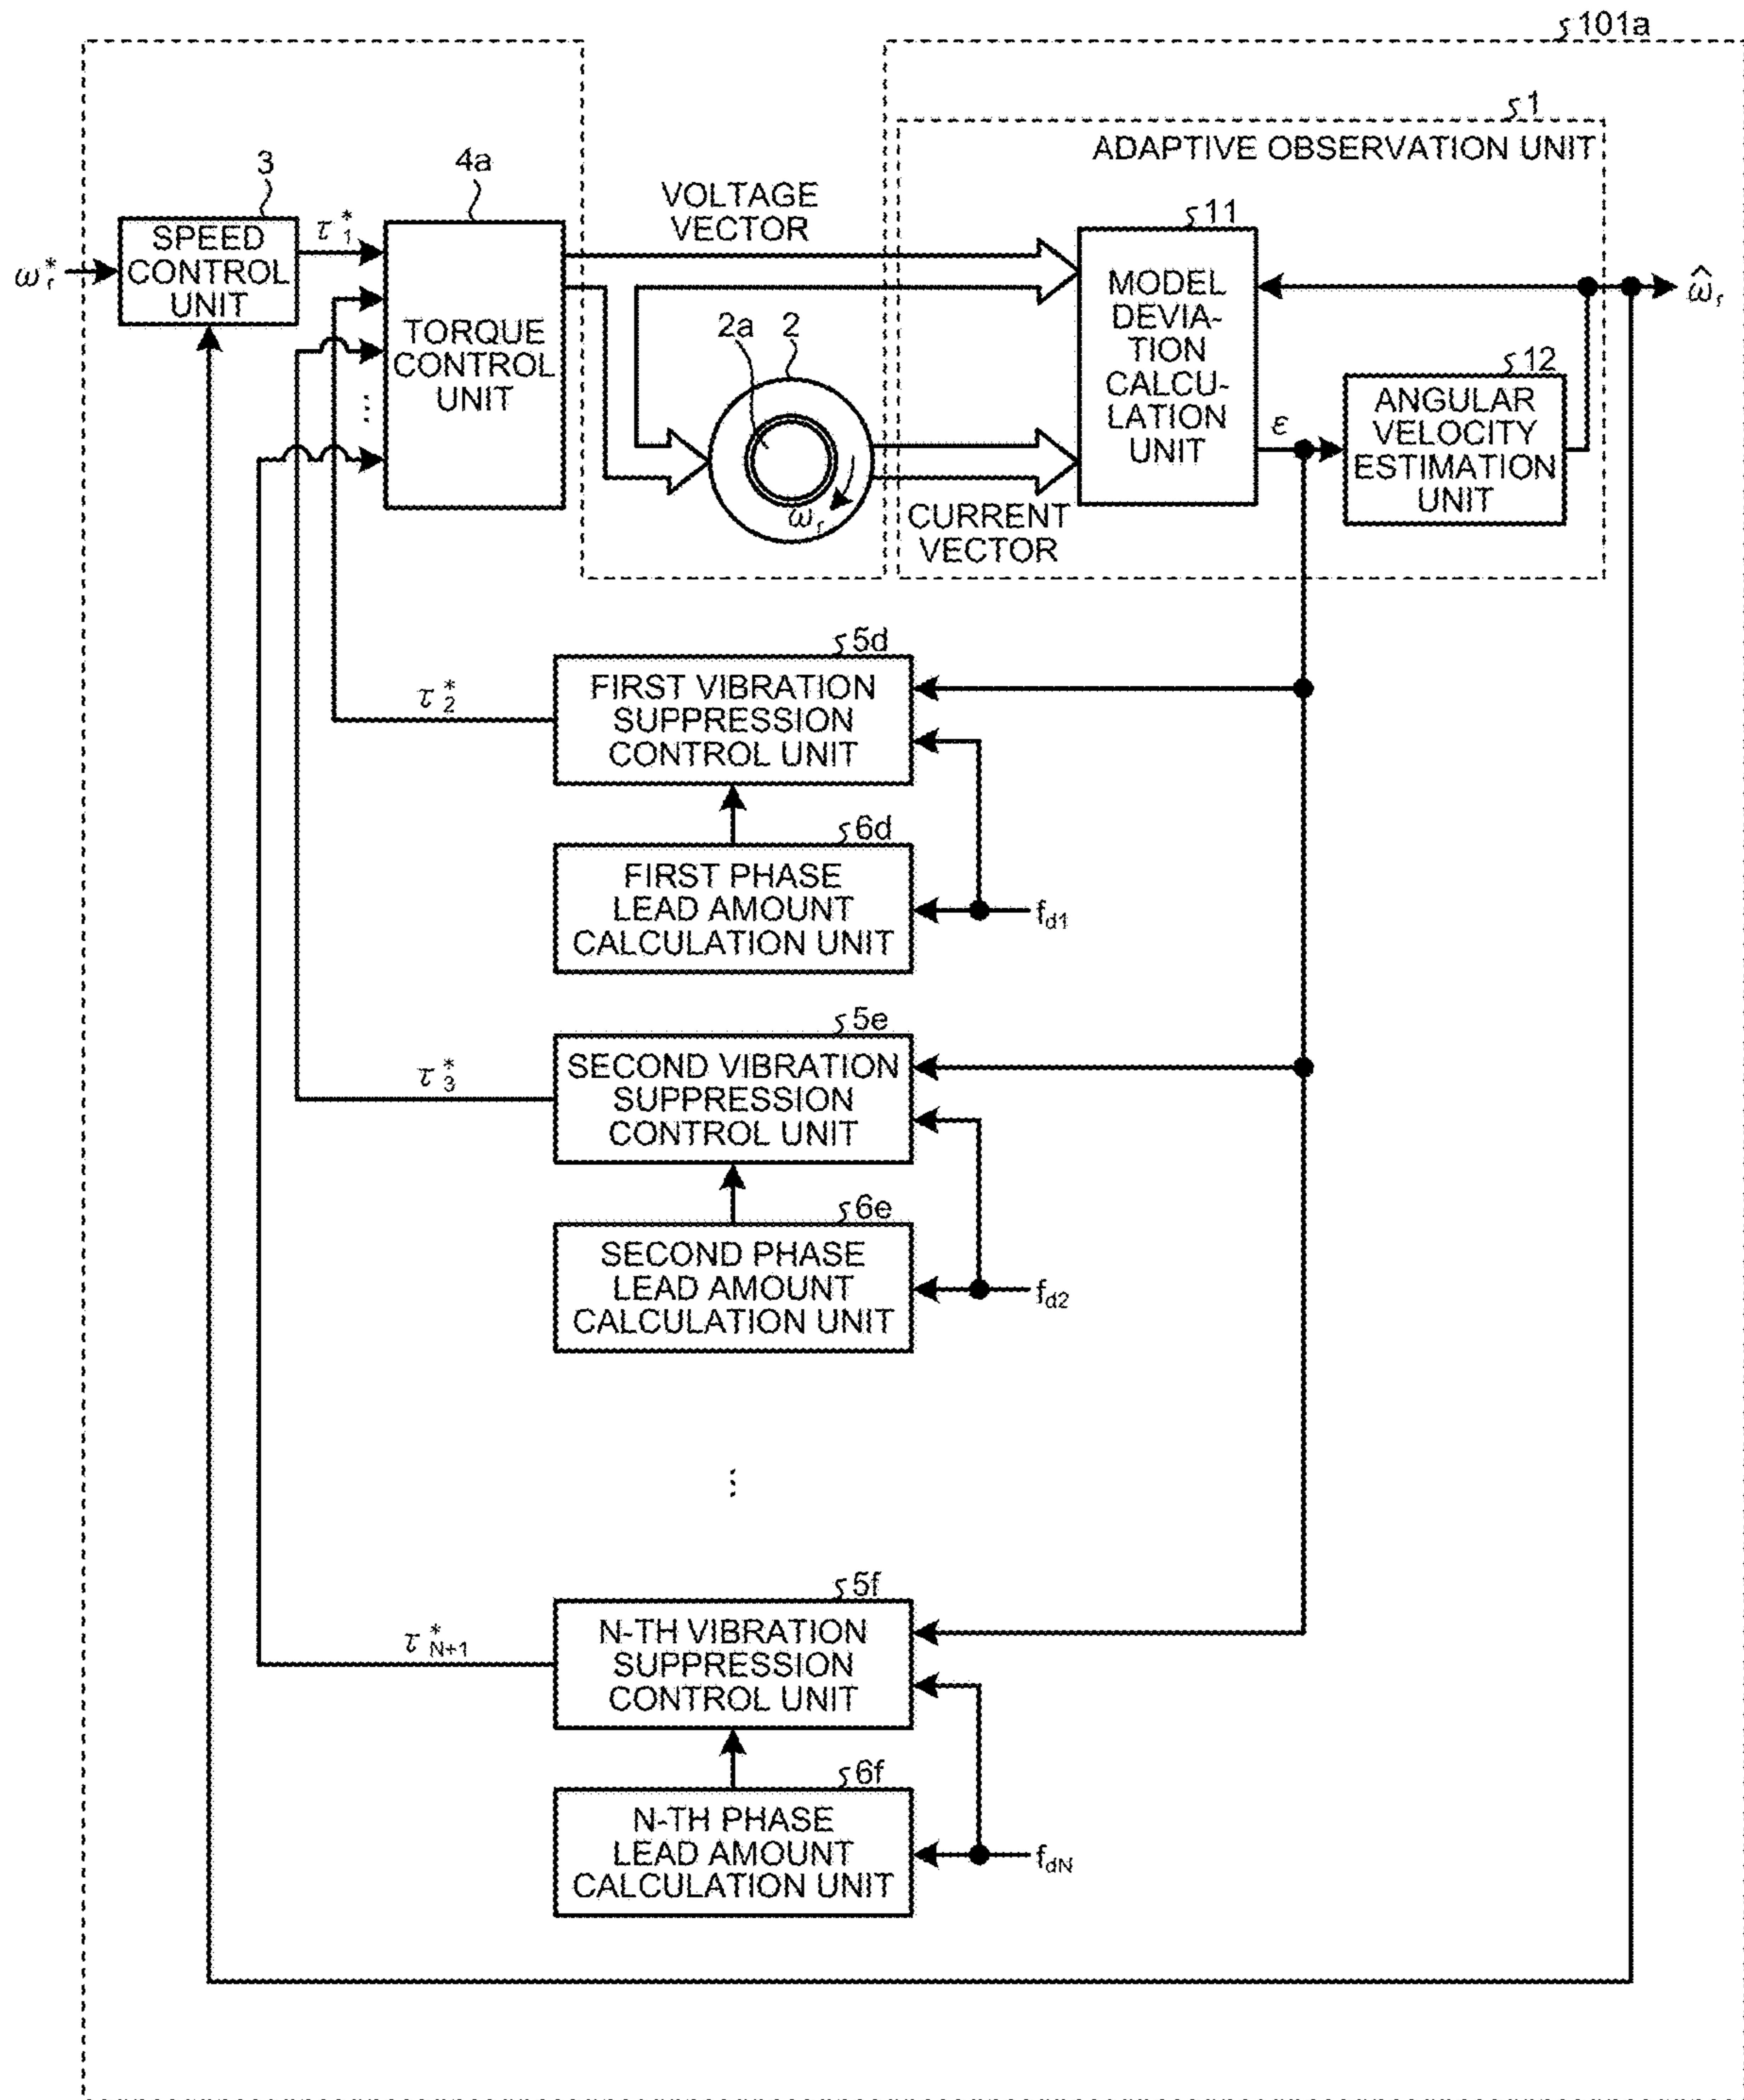 101a
1
ADAPTIVE OBSERVATION UNIT
3
SPEED
CONTROL
UNIT
ω*r
τ*1
4a
TORQUE
CONTROL
UNIT
⋮
VOLTAGE
VECTOR
2a
2
ωr
CURRENT
VECTOR
11
MODEL
DEVIA-
TION
CALCU-
LATION
UNIT
ε
12
ANGULAR
VELOCITY
ESTIMATION
UNIT
ω̂r
5d
FIRST VIBRATION
SUPPRESSION
CONTROL UNIT
τ*2
6d
FIRST PHASE
LEAD AMOUNT
CALCULATION UNIT
fd1
5e
SECOND VIBRATION
SUPPRESSION
CONTROL UNIT
τ*3
6e
SECOND PHASE
LEAD AMOUNT
CALCULATION UNIT
fd2
⋮
5f
N-TH VIBRATION
SUPPRESSION
CONTROL UNIT
τ*N+1
6f
N-TH PHASE
LEAD AMOUNT
CALCULATION UNIT
fdN